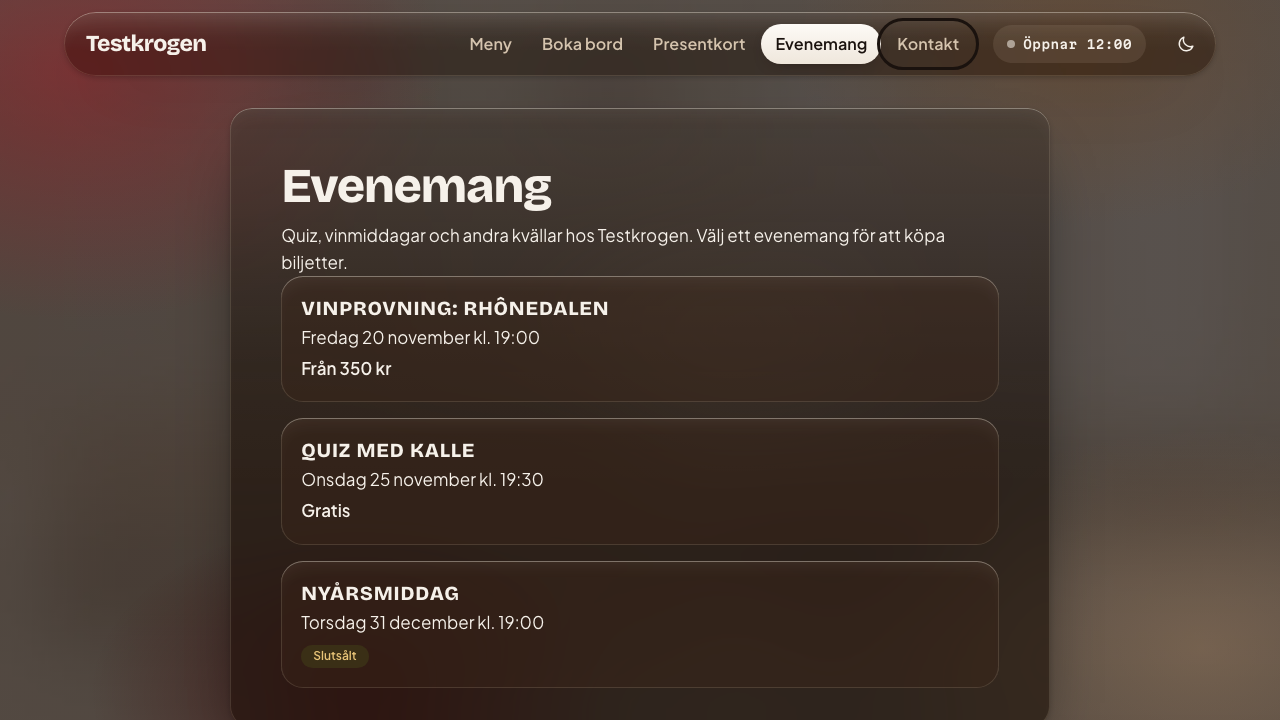 Testkrogen
Meny
Boka bord
Presentkort
Evenemang
Kontakt
Öppnar 12:00
Evenemang
Quiz, vinmiddagar och andra kvällar hos Testkrogen. Välj ett evenemang för att köpa
biljetter.
VINPROVNING: RHÔNEDALEN
Fredag 20 november kl. 19:00
Från 350 kr
QUIZ MED KALLE
Onsdag 25 november kl. 19:30
Gratis
NYÅRSMIDDAG
Torsdag 31 december kl. 19:00
Slutsålt